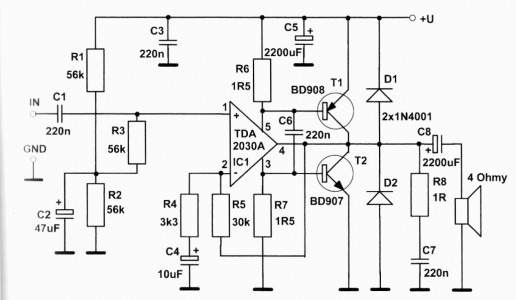 +U
C3
220n
C5
+
2200uF
R1
56k
R6
1R5
BD908
T1
D1
2x1N4001
IN
C1
220n
1
+
5
C6
220n
R3
56k
TDA
2030A
IC1
4
T2
C8
+
2200uF
4 Ohmy
GND
2
-
3
BD907
D2
R8
1R
+
C2
47uF
R2
56k
R4
3k3
R5
30k
R7
1R5
C4
+
10uF
C7
220n